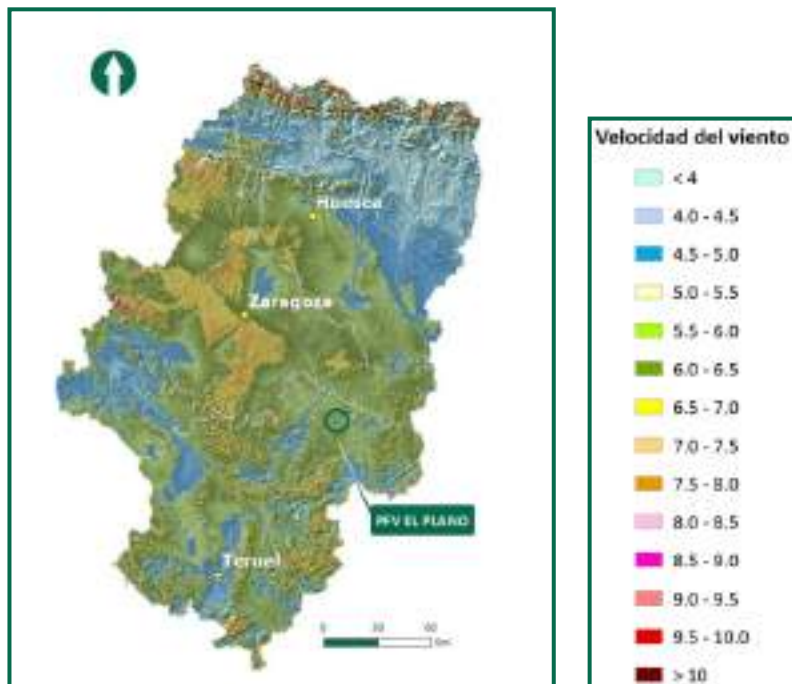 Huesca
Zaragoza
PFV EL PLANO
Teruel
0
60
Km
Velocidad del viento
< 4
4.0 - 4.5
4.5 - 5.0
5.0 - 5.5
5.5 - 6.0
6.0 - 6.5
6.5 - 7.0
7.0 - 7.5
7.5 - 8.0
8.0 - 8.5
8.5 - 9.0
9.0 - 9.5
9.5 - 10.0
> 10